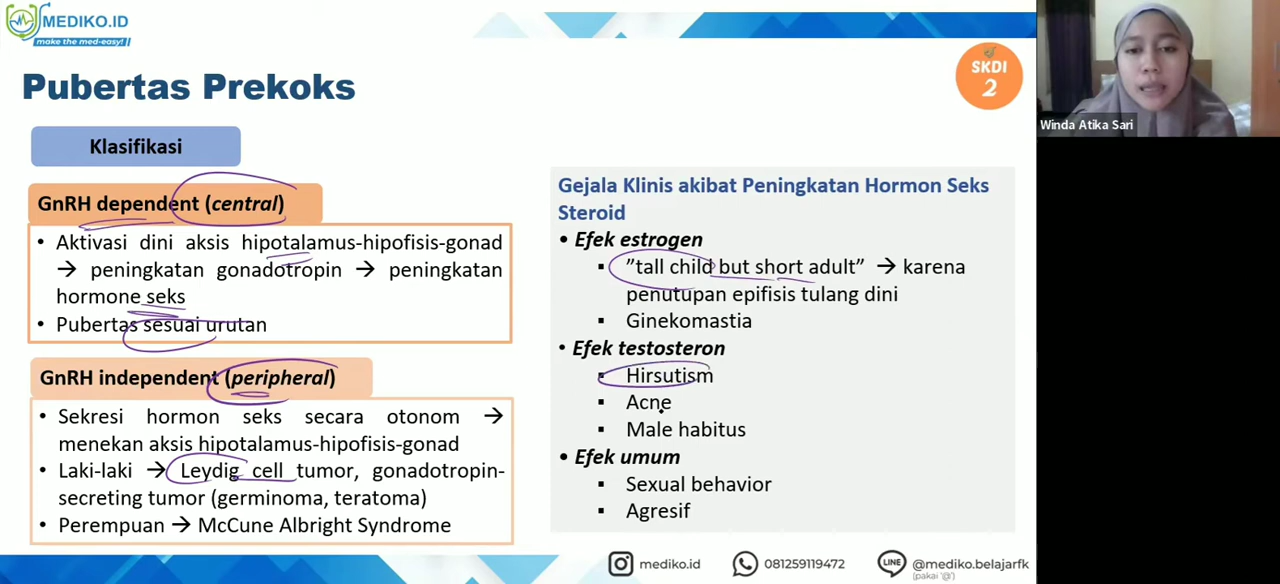 MEDIKO.ID
make the med-easy!
SKDI
2
Winda Atika Sari
Pubertas Prekoks
Klasifikasi
GnRH dependent (central)
• Aktivasi dini aksis hipotalamus-hipofisis-gonad
→ peningkatan gonadotropin → peningkatan
hormone seks
• Pubertas sesuai urutan
GnRH independent (peripheral)
• Sekresi hormon seks secara otonom →
menekan aksis hipotalamus-hipofisis-gonad
• Laki-laki → Leydig cell tumor, gonadotropin-
secreting tumor (germinoma, teratoma)
• Perempuan → McCune Albright Syndrome
Gejala Klinis akibat Peningkatan Hormon Seks
Steroid
• Efek estrogen
▪ ”tall child but short adult” → karena
penutupan epifisis tulang dini
▪ Ginekomastia
• Efek testosteron
▪ Hirsutism
▪ Acne
▪ Male habitus
• Efek umum
▪ Sexual behavior
▪ Agresif
mediko.id
081259119472
LINE
@mediko.belajarfk
(pakai '@')